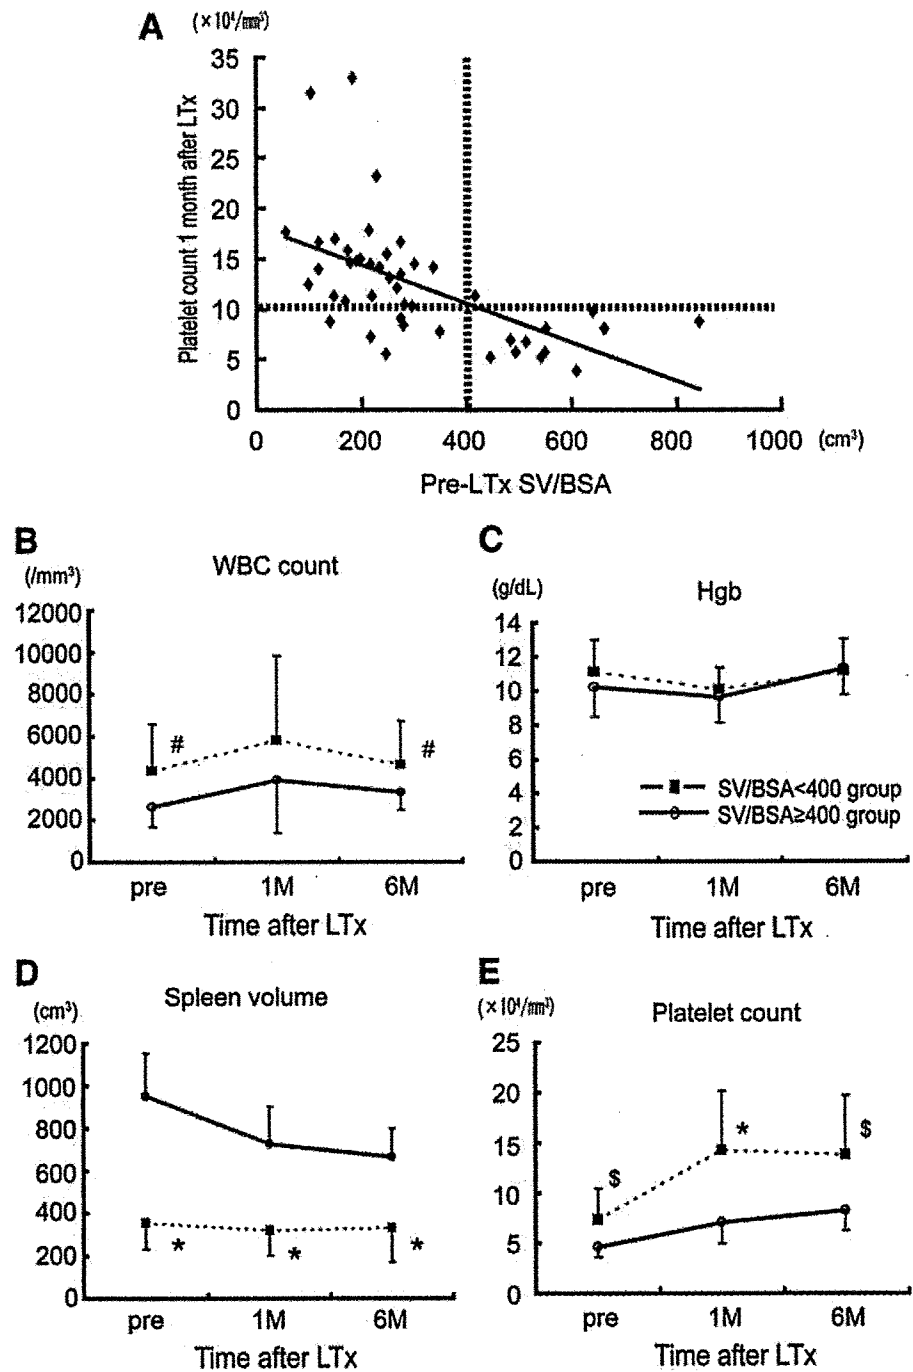 A
(×10⁴/mm³)
Platelet count 1 month after LTx
35
30
25
20
15
10
5
0
0 200 400 600 800 1000 (cm³)
Pre-LTx SV/BSA
B
WBC count
(/mm³)
12000
10000
8000
6000
4000
2000
0
#
#
pre 1M 6M
Time after LTx
C
(g/dL)
Hgb
14
12
10
8
6
4
2
0
SV/BSA<400 group
SV/BSA≥400 group
pre 1M 6M
Time after LTx
D
(cm³)
Spleen volume
1200
1000
800
600
400
200
0
* * *
pre 1M 6M
Time after LTx
E
(×10⁴/mm³)
Platelet count
25
20
15
10
5
0
$ * $
pre 1M 6M
Time after LTx